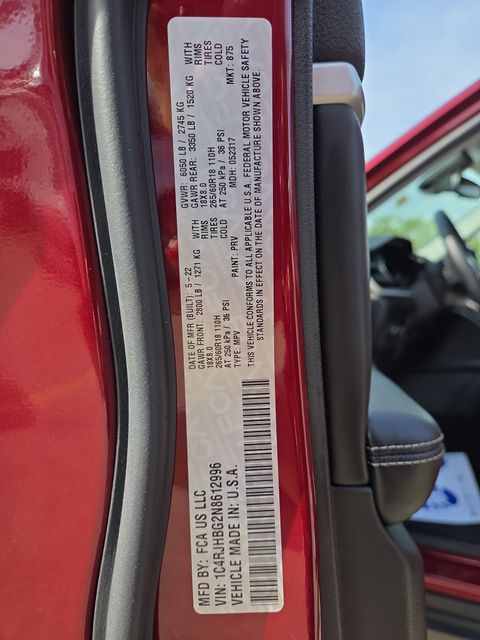 MFD BY: FCA US LLC
VIN: 1C4RJHBG2N8612996
VEHICLE MADE IN: U.S.A.
DATE OF MFR (BUILT): 5-22
GVWR: 6050 LB / 2745 KG
GAWR FRONT: 2800 LB / 1271 KG WITH
18X8.0 RIMS
265/60R18 110H TIRES
AT 250 kPa / 36 PSI COLD
GAWR REAR: 3350 LB / 1520 KG WITH
18X8.0 RIMS
265/60R18 110H TIRES
AT 250 kPa / 36 PSI COLD
TYPE: MPV PAINT: PRV MDH: 052317 MKT: 875
THIS VEHICLE CONFORMS TO ALL APPLICABLE U.S.A. FEDERAL MOTOR VEHICLE SAFETY
STANDARDS IN EFFECT ON THE DATE OF MANUFACTURE SHOWN ABOVE.